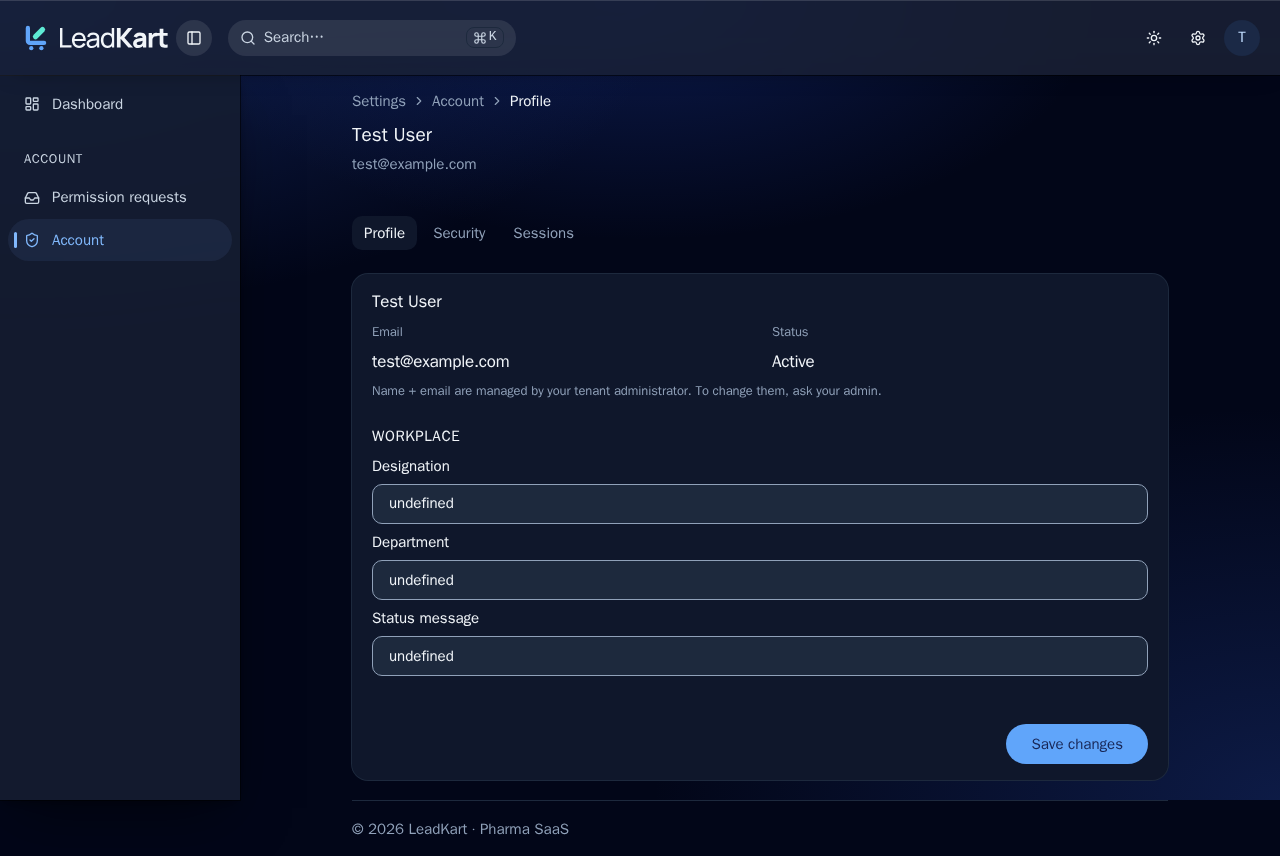 LeadKart
Search…
⌘K
T
Dashboard
ACCOUNT
Permission requests
Account
Settings > Account > Profile
Test User
test@example.com
Profile Security Sessions
Test User
Email Status
test@example.com Active
Name + email are managed by your tenant administrator. To change them, ask your admin.
WORKPLACE
Designation
undefined
Department
undefined
Status message
undefined
Save changes
© 2026 LeadKart · Pharma SaaS